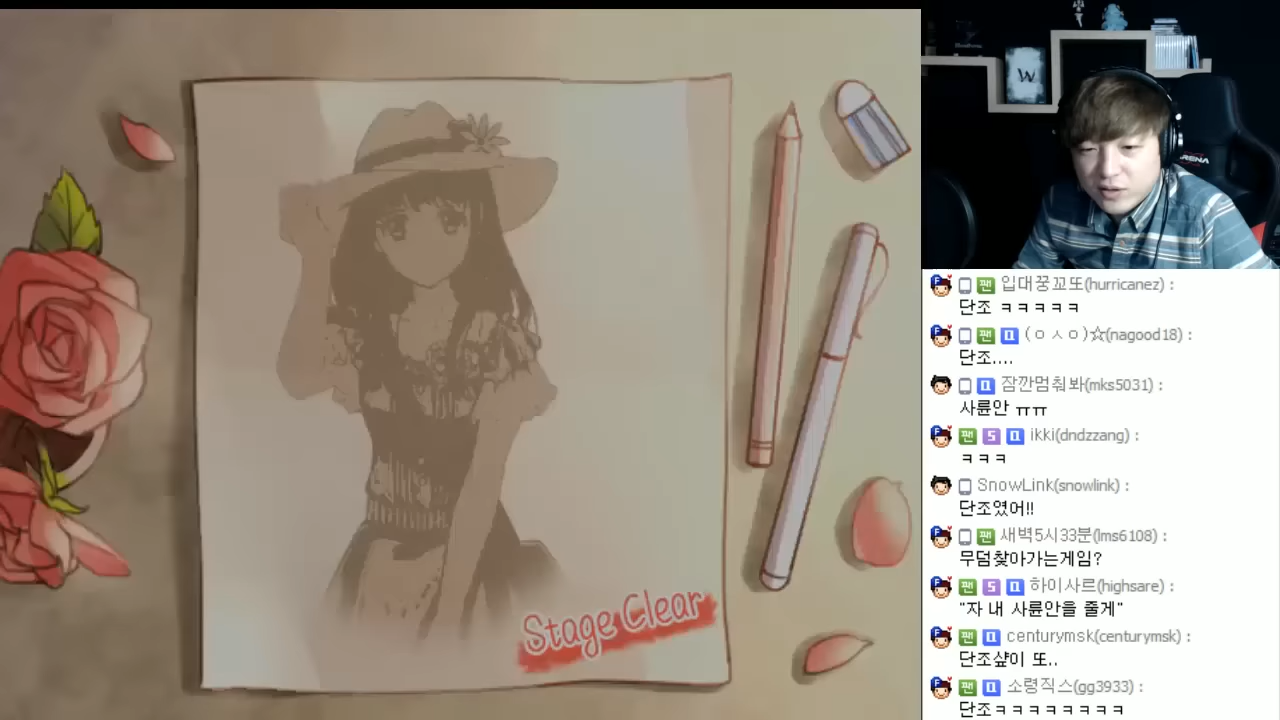 Stage Clear
W
ARENA
입대꿍꼬또(hurricanez) :
단조 ㅋㅋㅋㅋㅋ
(ㅇㅅㅇ)☆(nagood18) :
단조....
잠깐멈춰봐(mks5031) :
사륜안 ㅠㅠ
ikki(dndzzang) :
ㅋㅋㅋ
SnowLink(snowlink) :
단조였어!!
새벽5시33분(lms6108) :
무덤찾아가는게임?
하이사르(highsare) :
"자 내 사륜안을 줄게"
centurymsk(centurymsk) :
단조샾이 또..
소령직스(gg3933) :
단조ㅋㅋㅋㅋㅋㅋㅋㅋ